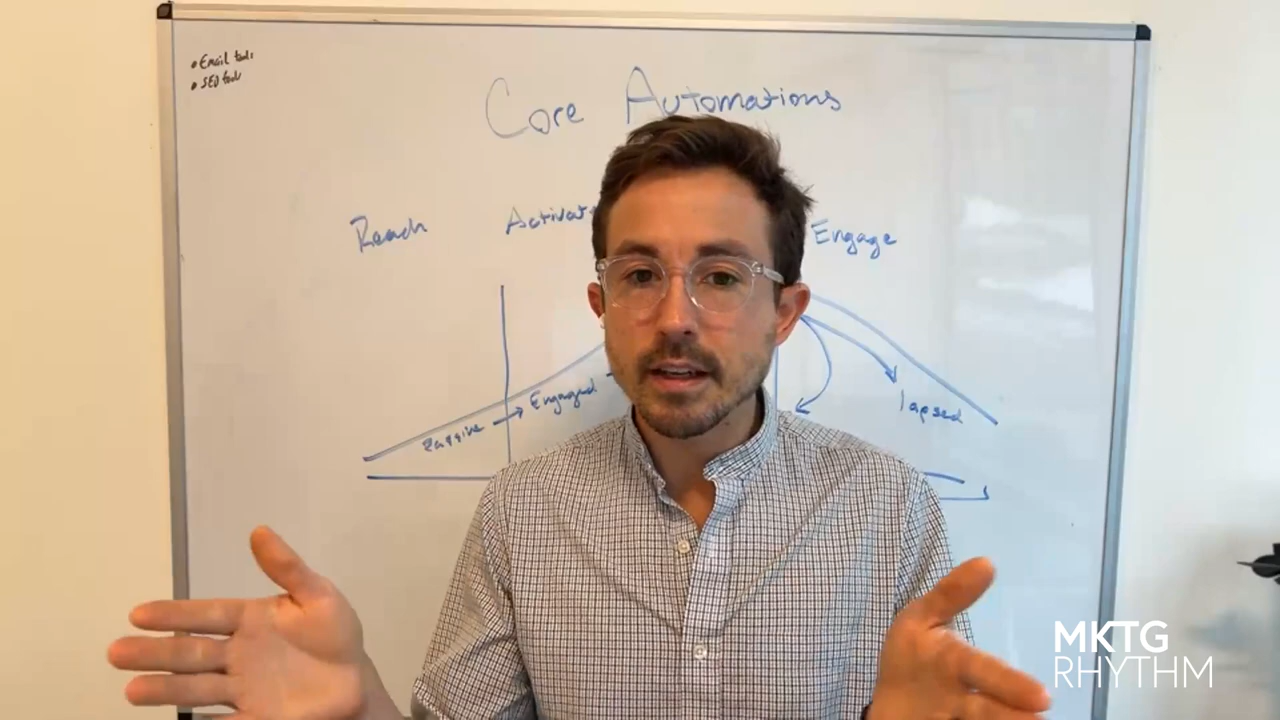 • Email tools
• SEO tools
Core Automations
Reach Activat Engage
Passive → Engaged
lapsed
MKTG
RHYTHM